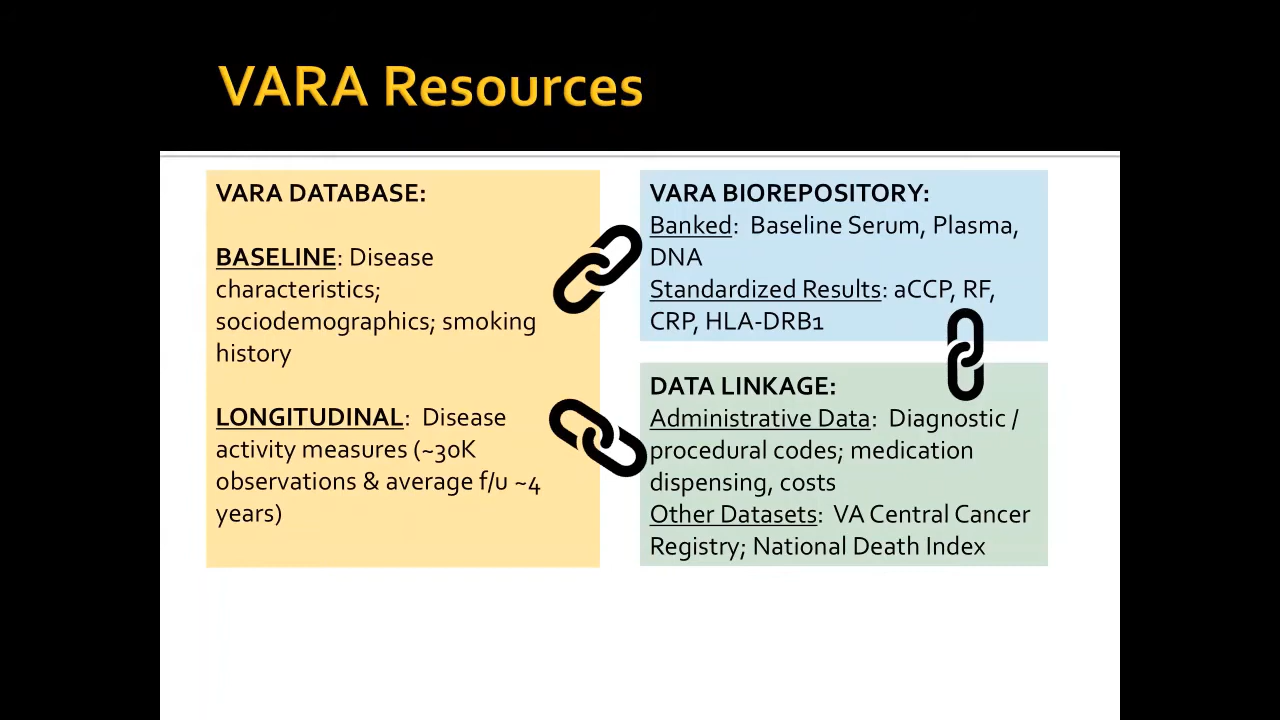 VARA Resources
VARA DATABASE:
BASELINE: Disease
characteristics;
sociodemographics; smoking
history
LONGITUDINAL:  Disease
activity measures (~30K
observations & average f/u ~4
years)
VARA BIOREPOSITORY:
Banked:  Baseline Serum, Plasma,
DNA
Standardized Results: aCCP, RF,
CRP, HLA-DRB1
DATA LINKAGE:
Administrative Data:  Diagnostic /
procedural codes; medication
dispensing, costs
Other Datasets:  VA Central Cancer
Registry; National Death Index